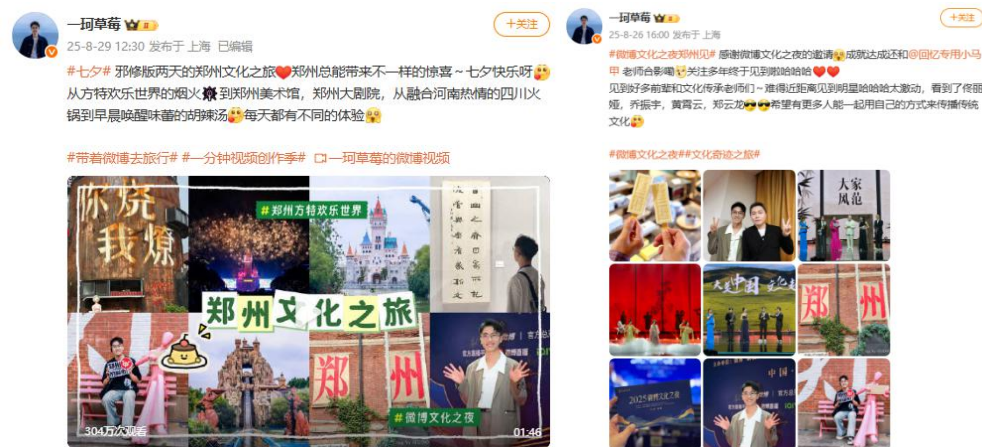 一珂草莓
+关注
25-8-29 12:30 发布于 上海 已编辑
#七夕# 邪修版两天的郑州文化之旅❤️郑州总能带来不一样的惊喜～七夕快乐呀🥰
从方特欢乐世界的烟火🎇到郑州美术馆，郑州大剧院，从融合河南热情的四川火
锅到早晨唤醒味蕾的胡辣汤🥰每天都有不同的体验😝
#带着微博去旅行# #一分钟视频创作季# 一珂草莓的微博视频
你烧
我燎
#郑州方特欢乐世界
郑州文化之旅
郑州
#微博文化之夜
304万次观看
01:46
一珂草莓
+关注
25-8-26 16:00 发布于 上海
#微博文化之夜郑州见# 感谢微博文化之夜的邀请🥳成就达成还和@回忆专用小马
甲 老师合影嘞🤪关注多年终于见到啦哈哈哈❤️❤️
见到好多前辈和文化传承老师们～难得近距离见到明星哈哈哈太激动，看到了佟丽
娅，乔振宇，黄霄云，郑云龙😎😎希望有更多人能一起用自己的方式来传播传统
文化🥰
#微博文化之夜##文化奇迹之旅#
大家
风范
郑州
2025微博文化之夜